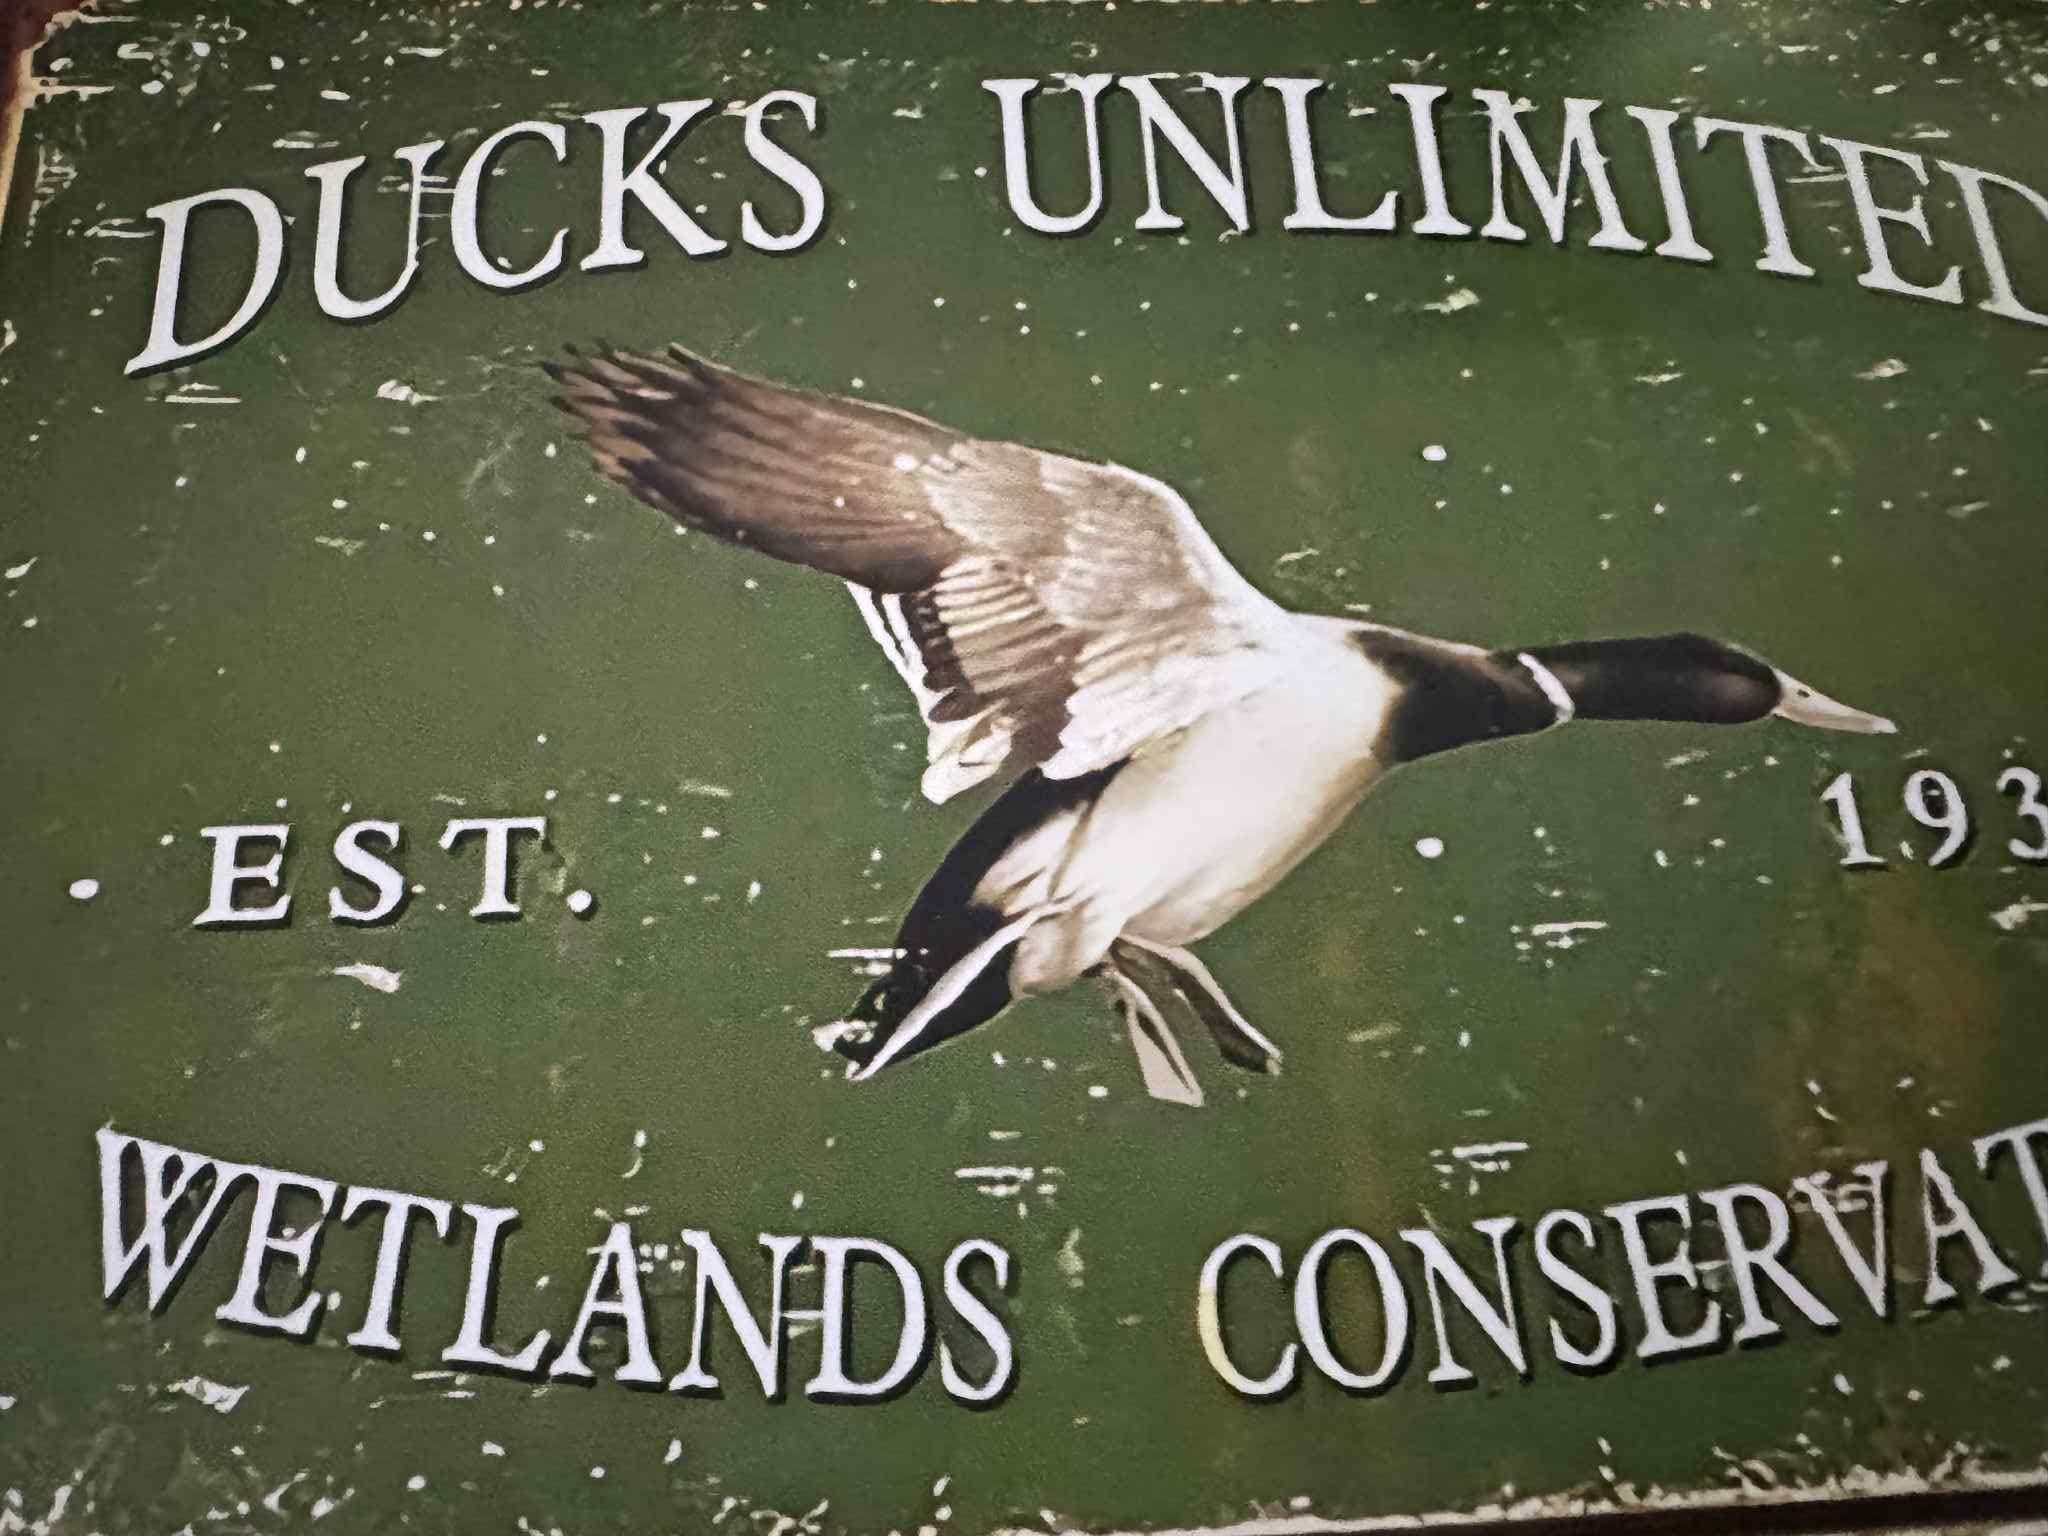 DUCKS UNLIMITED
· EST. 193
WETLANDS CONSERVAT